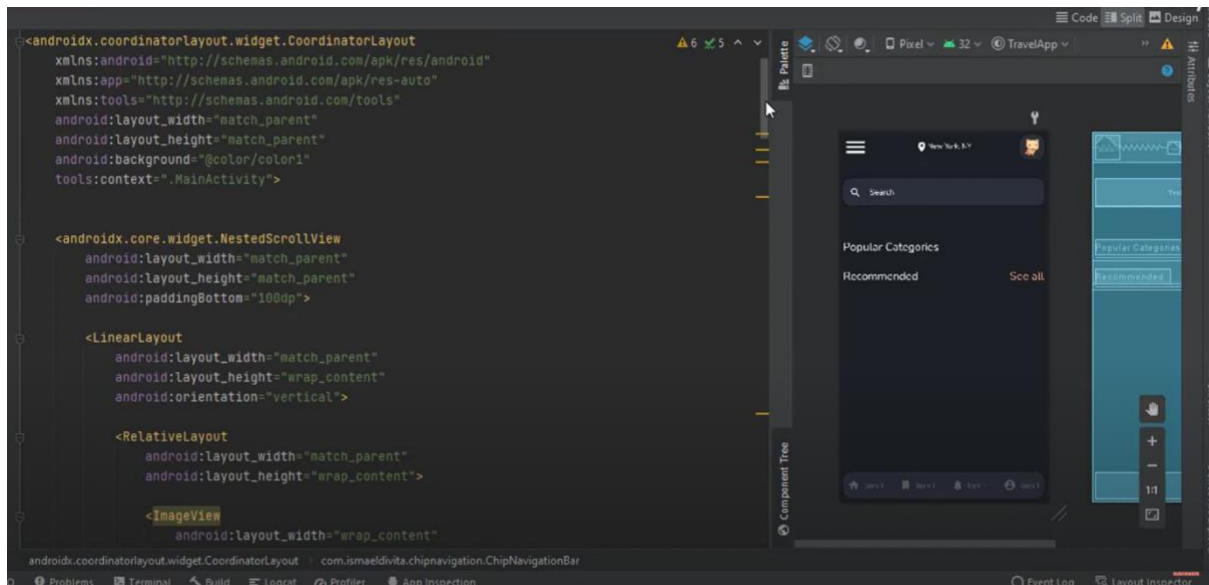 Code Split Design
<androidx.coordinatorlayout.widget.CoordinatorLayout
6 5
xmlns:android="http://schemas.android.com/apk/res/android"
xmlns:app="http://schemas.android.com/apk/res-auto"
xmlns:tools="http://schemas.android.com/tools"
android:layout_width="match_parent"
android:layout_height="match_parent"
android:background="@color/color1"
tools:context=".MainActivity">
<androidx.core.widget.NestedScrollView
android:layout_width="match_parent"
android:layout_height="match_parent"
android:paddingBottom="100dp">
<LinearLayout
android:layout_width="match_parent"
android:layout_height="wrap_content"
android:orientation="vertical">
<RelativeLayout
android:layout_width="match_parent"
android:layout_height="wrap_content">
<ImageView
android:layout_width="wrap_content"
androidx.coordinatorlayout.widget.CoordinatorLayout com.ismaeldivita.chipnavigation.ChipNavigationBar
Palette
Component Tree
Pixel 32 TravelApp
Attributes
New York, NY
Search
Popular Categories
Recommended See all
Popular Categories
Recommended
1:1
Problems Terminal Build Logcat Profiler App Inspection
Event Log Layout Inspector